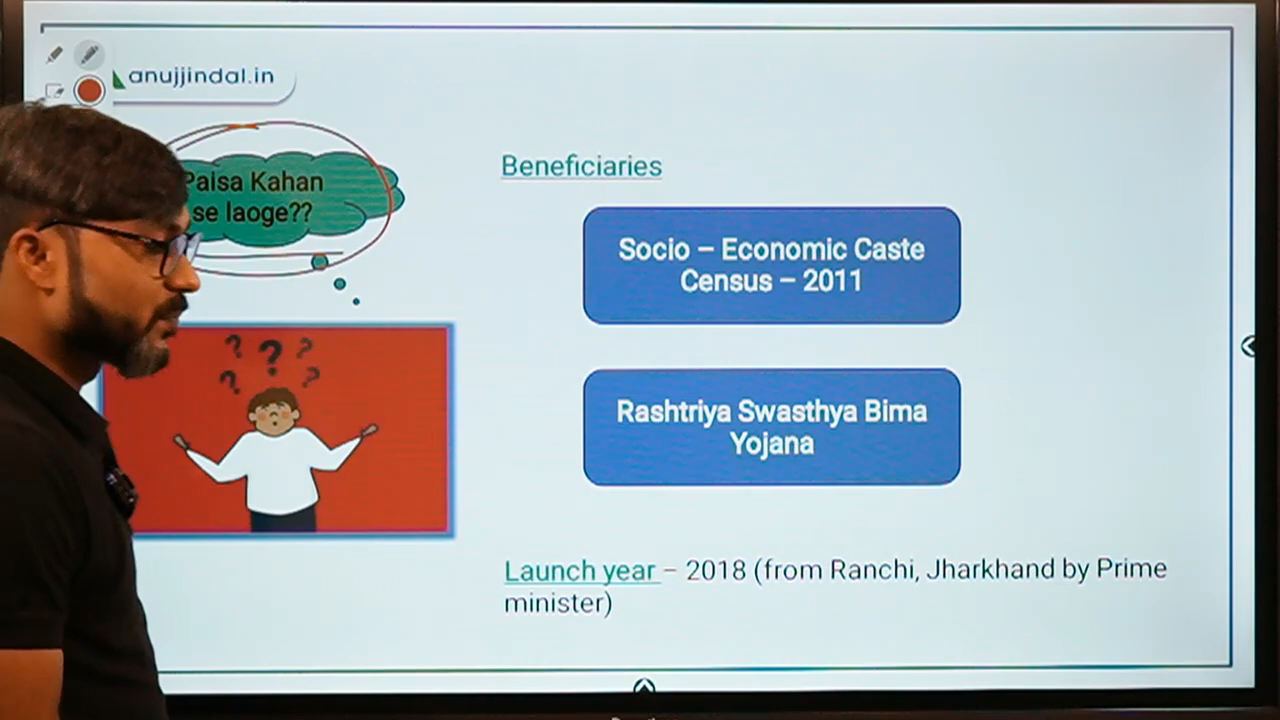 anujjindal.in
Paisa Kahan
se laoge??
? ? ?
? ?
Beneficiaries
Socio – Economic Caste
Census – 2011
Rashtriya Swasthya Bima
Yojana
Launch year – 2018 (from Ranchi, Jharkhand by Prime
minister)